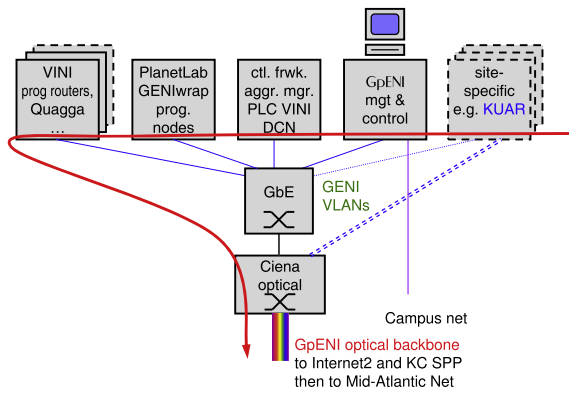 VINI
prog routers,
Quagga
...
PlanetLab
GENIwrap
prog.
nodes
ctl. frwk.
aggr. mgr.
PLC VINI
DCN
GpENI
mgt &
control
site-
specific
e.g. KUAR
GbE
GENI
VLANs
Ciena
optical
Campus net
GpENI optical backbone
to Internet2 and KC SPP
then to Mid-Atlantic Net